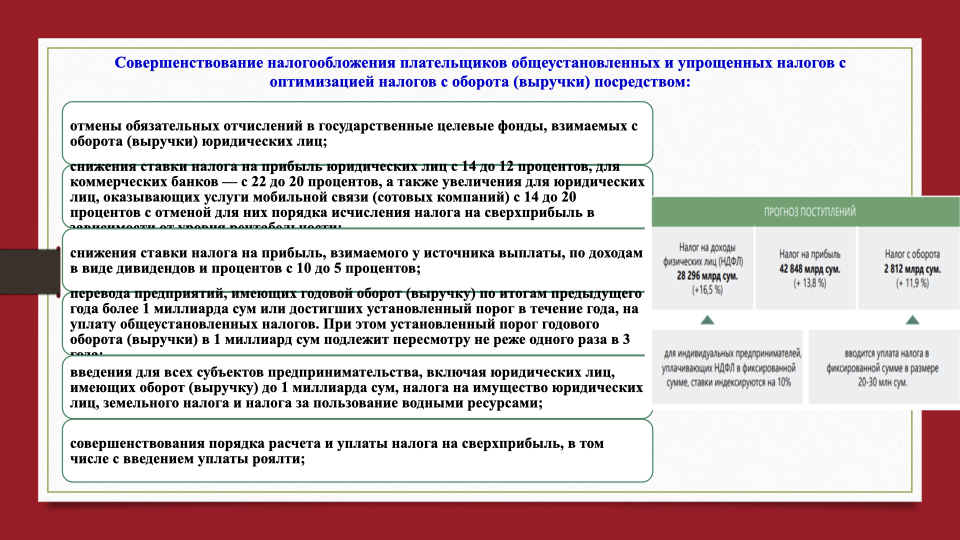 Совершенствование налогообложения плательщиков общеустановленных и упрощенных налогов с
оптимизацией налогов с оборота (выручки) посредством:
отмены обязательных отчислений в государственные целевые фонды, взимаемых с
оборота (выручки) юридических лиц;
снижения ставки налога на прибыль юридических лиц с 14 до 12 процентов, для
коммерческих банков — с 22 до 20 процентов, а также увеличения для юридических
лиц, оказывающих услуги мобильной связи (сотовых компаний) с 14 до 20
процентов с отменой для них порядка исчисления налога на сверхприбыль в
зависимости от уровня рентабельности;
снижения ставки налога на прибыль, взимаемого у источника выплаты, по доходам
в виде дивидендов и процентов с 10 до 5 процентов;
перевода предприятий, имеющих годовой оборот (выручку) по итогам предыдущего
года более 1 миллиарда сум или достигших установленный порог в течение года, на
уплату общеустановленных налогов. При этом установленный порог годового
оборота (выручки) в 1 миллиард сум подлежит пересмотру не реже одного раза в 3
года;
введения для всех субъектов предпринимательства, включая юридических лиц,
имеющих оборот (выручку) до 1 миллиарда сум, налога на имущество юридических
лиц, земельного налога и налога за пользование водными ресурсами;
совершенствования порядка расчета и уплаты налога на сверхприбыль, в том
числе с введением уплаты роялти;
ПРОГНОЗ ПОСТУПЛЕНИЙ
Налог на доходы
физических лиц (НДФЛ)
28 296 млрд сум.
(+16,5 %)
Налог на прибыль
42 848 млрд сум.
(+ 13,8 %)
Налог с оборота
2 812 млрд сум.
(+ 11,9 %)
для индивидуальных предпринимателей,
уплачивающих НДФЛ в фиксированной
сумме, ставки индексируются на 10%
вводится уплата налога в
фиксированной сумме в размере
20-30 млн сум.